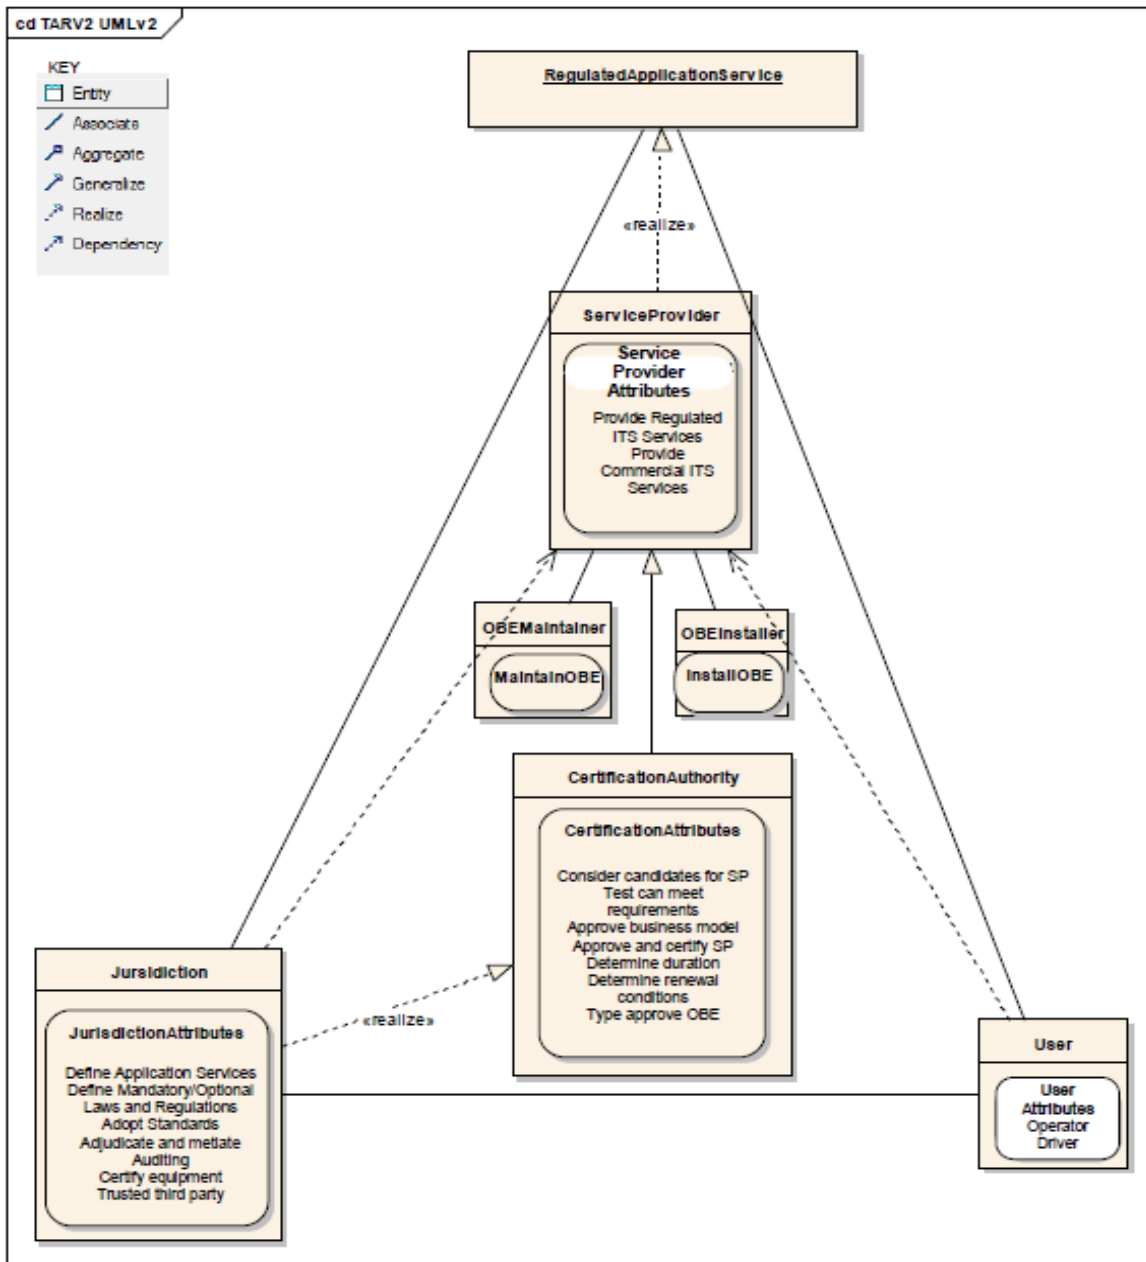 cd TARV2 UMLv2
KEY
Entity
Associate
Aggregate
Generalize
Realize
Dependency
RegulatedApplicationService
«realize»
ServiceProvider
Service
Provider
Attributes
Provide Regulated
ITS Services
Provide
Commercial ITS
Services
OBEMaintainer
MaintainOBE
OBEInstaller
InstallOBE
CertificationAuthority
CertificationAttributes
Consider candidates for SP
Test can meet
requirements
Approve business model
Approve and certify SP
Determine duration
Determine renewal
conditions
Type approve OBE
Jursidiction
JurisdictionAttributes
Define Application Services
Define Mandatory/Optional
Laws and Regulations
Adopt Standards
Adjudicate and metiate
Auditing
Certify equipment
Trusted third party
«realize»
User
User
Attributes
Operator
Driver